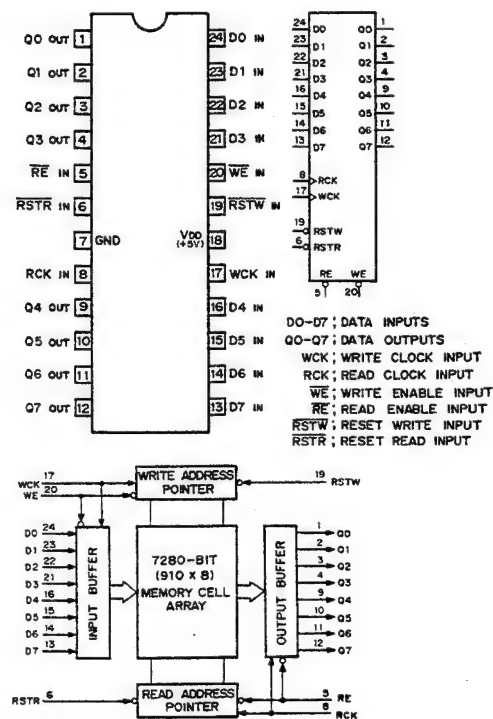 Q0 OUT 1 24 D0 IN
Q1 OUT 2 23 D1 IN
Q2 OUT 3 22 D2 IN
Q3 OUT 4 21 D3 IN
R̅E̅ IN 5 20 W̅E̅ IN
R̅S̅T̅R̅ IN 6 19 R̅S̅T̅W̅ IN
7 GND VDD (+5V) 18
RCK IN 8 17 WCK IN
Q4 OUT 9 16 D4 IN
Q5 OUT 10 15 D5 IN
Q6 OUT 11 14 D6 IN
Q7 OUT 12 13 D7 IN
24 D0 Q0 1
23 D1 Q1 2
22 D2 Q2 3
21 D3 Q3 4
16 D4 Q4 9
15 D5 Q5 10
14 D6 Q6 11
13 D7 Q7 12
8 RCK
17 WCK
19 RSTW
6 RSTR
RE WE
5 20
D0-D7; DATA INPUTS
Q0-Q7; DATA OUTPUTS
WCK; WRITE CLOCK INPUT
RCK; READ CLOCK INPUT
W̅E̅; WRITE ENABLE INPUT
R̅E̅; READ ENABLE INPUT
R̅S̅T̅W̅; RESET WRITE INPUT
R̅S̅T̅R̅; RESET READ INPUT
WCK 17
WE 20
WRITE ADDRESS
POINTER
19 RSTW
D0 24
D1 23
D2 22
D3 21
D4 16
D5 15
D6 14
D7 13
INPUT BUFFER
7280-BIT
(910 X 8)
MEMORY CELL
ARRAY
OUTPUT BUFFER
1 Q0
2 Q1
3 Q2
4 Q3
9 Q4
10 Q5
11 Q6
12 Q7
RSTR 6
READ ADDRESS
POINTER
5 RE
8 RCK